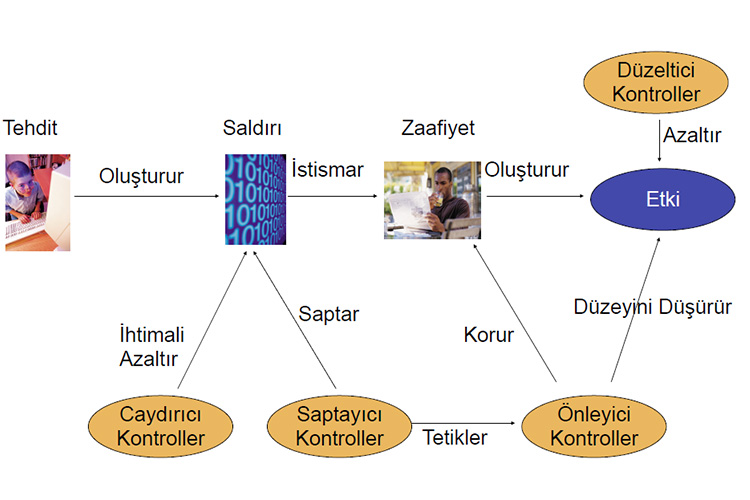 Düzeltici
Kontroller
Tehdit
Saldırı
Zaafiyet
Azaltır
Oluşturur
İstismar
Oluşturur
Etki
İhtimali
Azaltır
Saptar
Korur
Düzeyini Düşürür
Caydırıcı
Kontroller
Saptayıcı
Kontroller
Tetikler
Önleyici
Kontroller